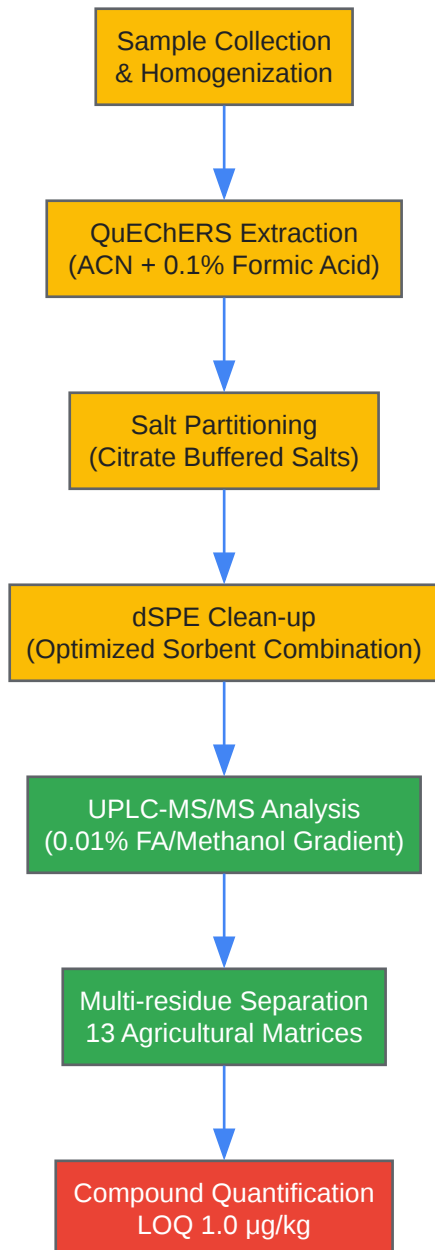 Sample Collection
& Homogenization
QuEChERS Extraction
(ACN + 0.1% Formic Acid)
Salt Partitioning
(Citrate Buffered Salts)
dSPE Clean-up
(Optimized Sorbent Combination)
UPLC-MS/MS Analysis
(0.01% FA/Methanol Gradient)
Multi-residue Separation
13 Agricultural Matrices
Compound Quantification
LOQ 1.0 μg/kg